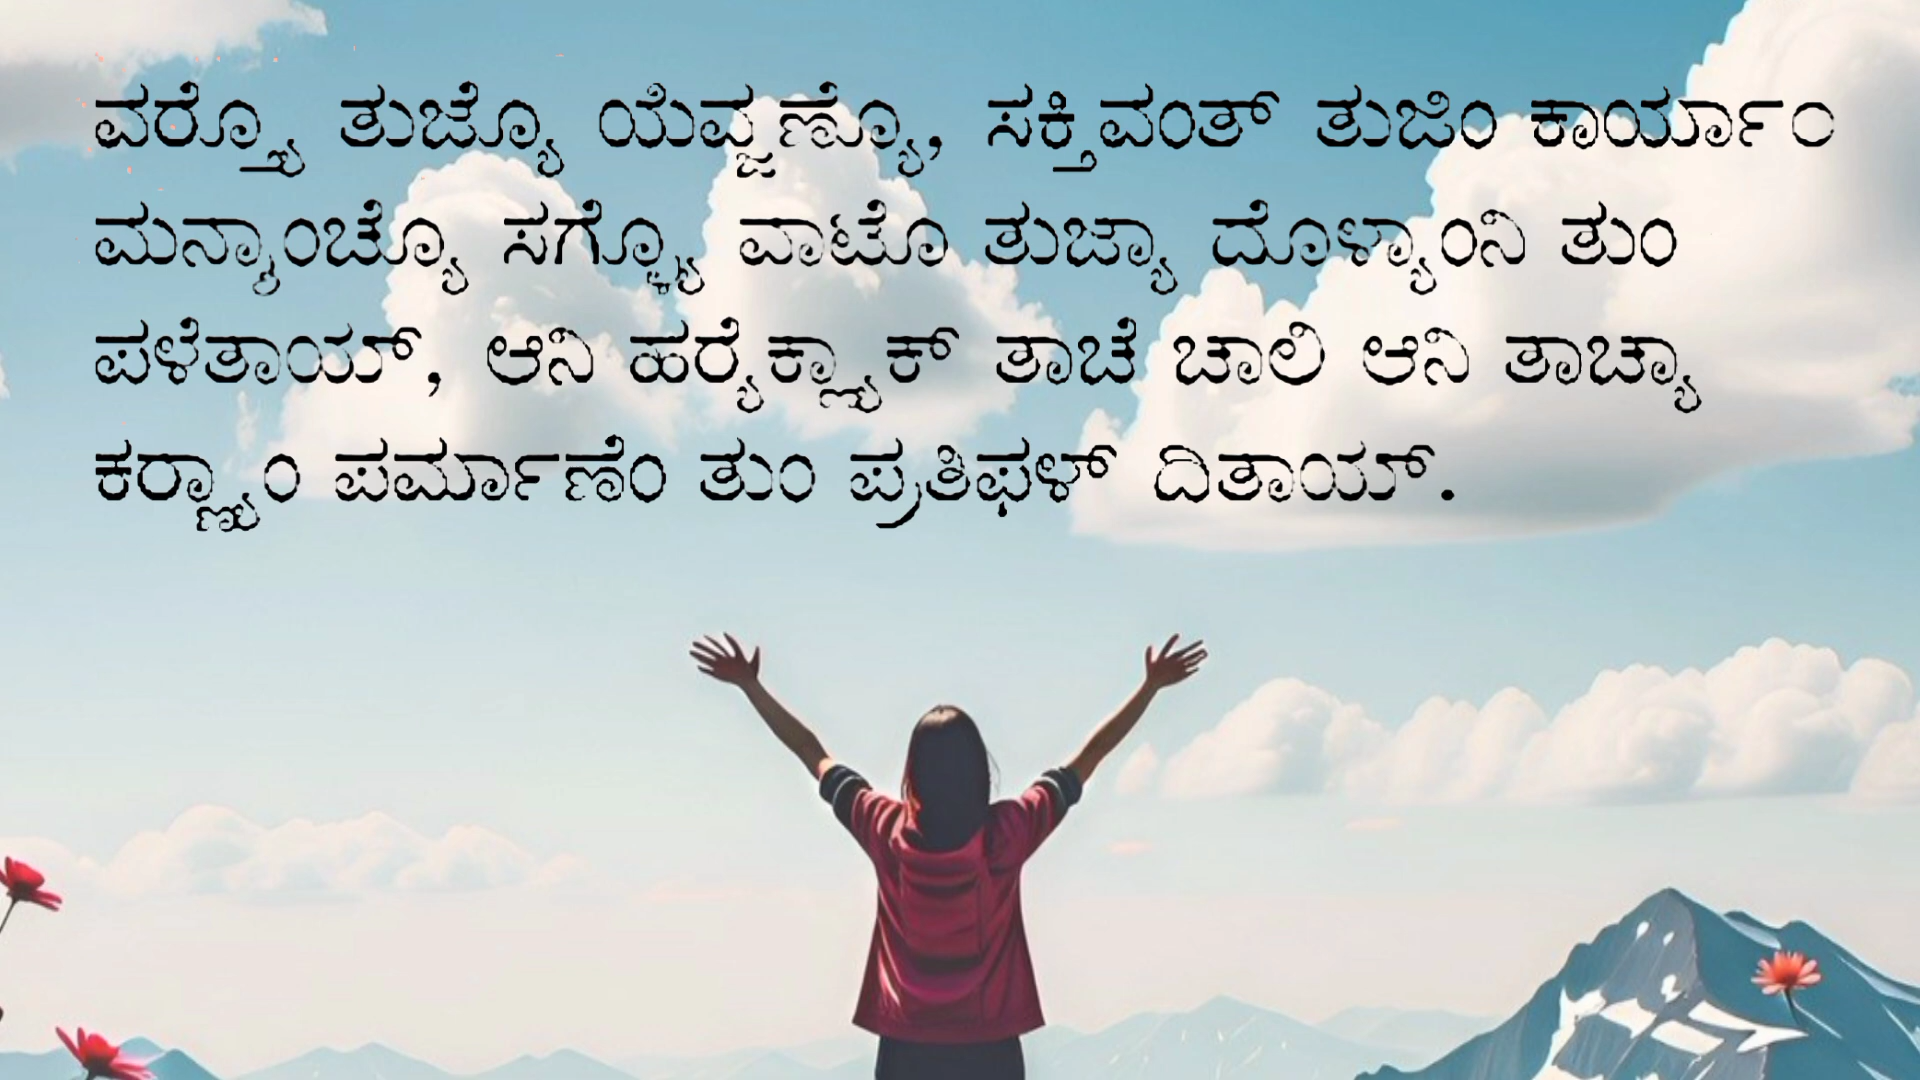 ವರ್‍ತ್ಯೊ ತುಜ್ಯೊ ಯೆವ್ಜಣ್ಯೊ, ಸಕ್ತಿವಂತ್ ತುಜಿಂ ಕಾರ್ಯಾಂ
ಮನ್ಶಾಂಚ್ಯೊ ಸಗ್ಳ್ಯೊ ವಾಟೊ ತುಜ್ಯಾ ದೊಳ್ಯಾಂನಿ ತುಂ
ಪಳೆತಾಯ್, ಆನಿ ಹರ‍್ಯೆಕ್ಲ್ಯಾಕ್ ತಾಚೆ ಚಾಲಿ ಆನಿ ತಾಚ್ಯಾ
ಕರ‍್ಣ್ಯಾಂ ಪರ್ಮಾಣೆಂ ತುಂ ಪ್ರತಿಫಳ್ ದಿತಾಯ್.